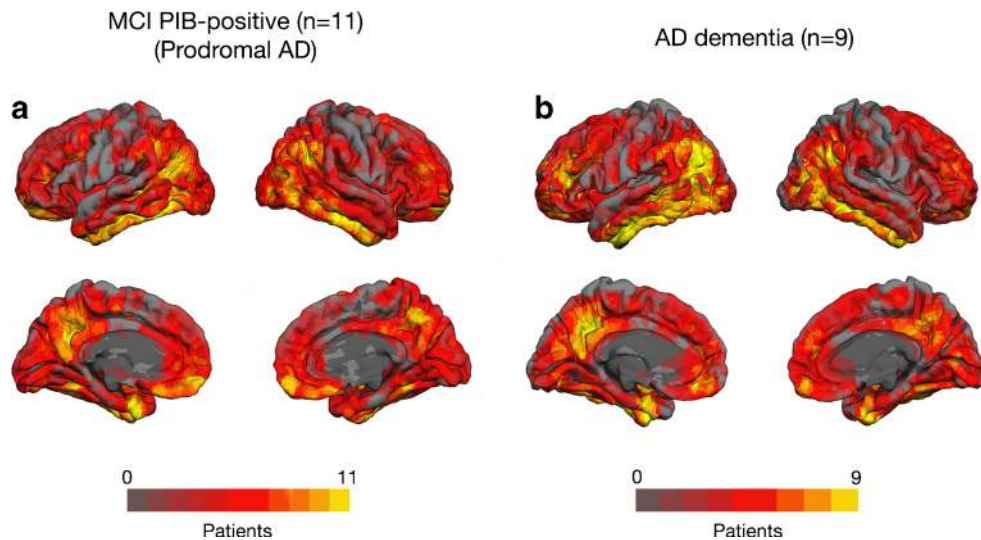 MCI PIB-positive (n=11)
(Prodromal AD)
AD dementia (n=9)
a
b
0
11
Patients
0
9
Patients